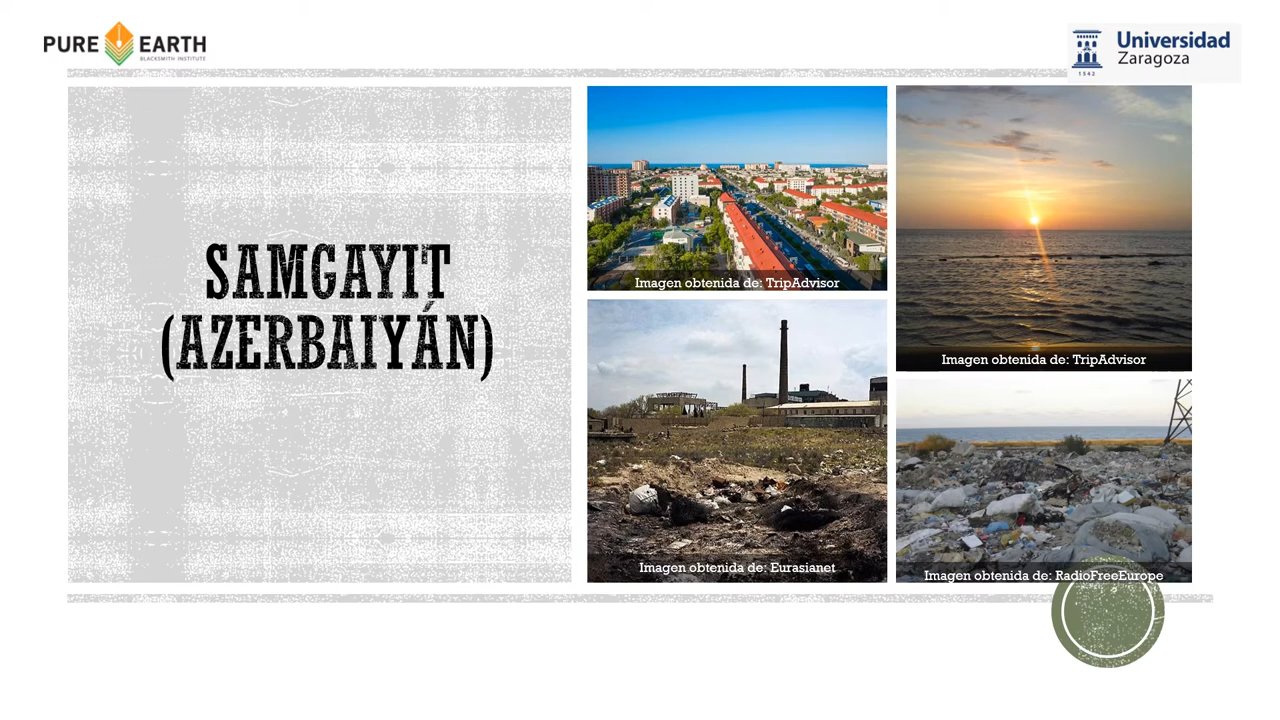 PURE EARTH
BLACKSMITH INSTITUTE
Universidad
Zaragoza
1542
SAMGAYIT
(AZERBAIYÁN)
Imagen obtenida de: TripAdvisor
Imagen obtenida de: TripAdvisor
Imagen obtenida de: Eurasianet
Imagen obtenida de: RadioFreeEurope